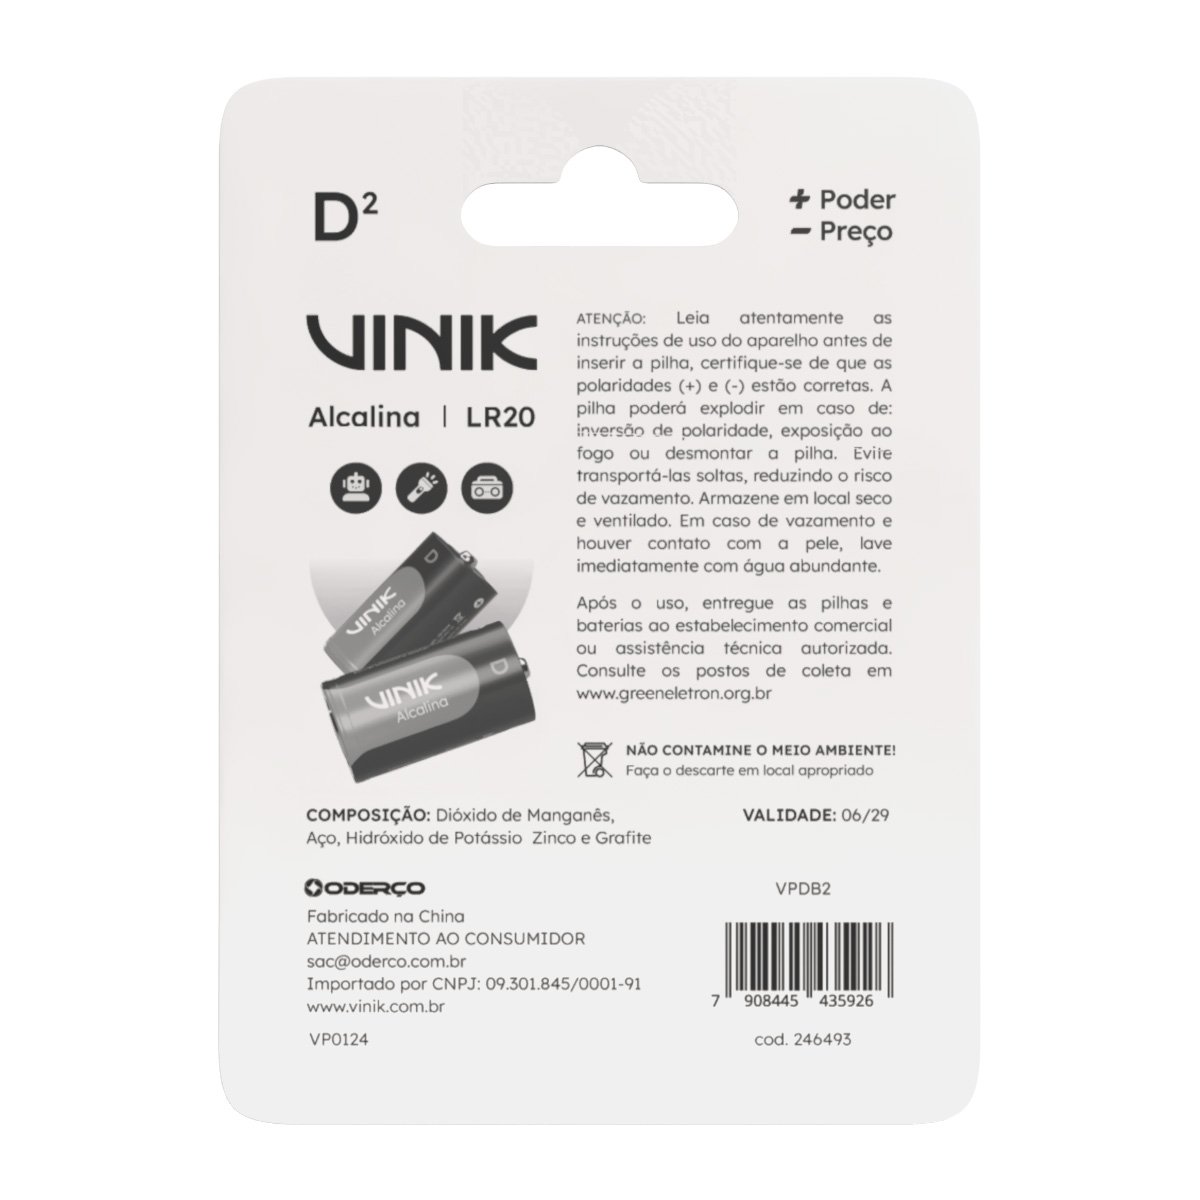 D²
+ Poder
− Preço
VINIK
Alcalina | LR20
ATENÇÃO: Leia atentamente as
instruções de uso do aparelho antes de
inserir a pilha, certifique-se de que as
polaridades (+) e (-) estão corretas. A
pilha poderá explodir em caso de:
inversão de polaridade, exposição ao
fogo ou desmontar a pilha. Evite
transportá-las soltas, reduzindo o risco
de vazamento. Armazene em local seco
e ventilado. Em caso de vazamento e
houver contato com a pele, lave
imediatamente com água abundante.
Após o uso, entregue as pilhas e
baterias ao estabelecimento comercial
ou assistência técnica autorizada.
Consulte os postos de coleta em
www.greeneletron.org.br
D
VINIK
Alcalina
D
VINIK
Alcalina
NÃO CONTAMINE O MEIO AMBIENTE!
Faça o descarte em local apropriado
COMPOSIÇÃO: Dióxido de Manganês,
Aço, Hidróxido de Potássio Zinco e Grafite
VALIDADE: 06/29
ODERÇO
Fabricado na China
ATENDIMENTO AO CONSUMIDOR
sac@oderco.com.br
Importado por CNPJ: 09.301.845/0001-91
www.vinik.com.br
VP0124
VPDB2
7 908445 435926
cod. 246493